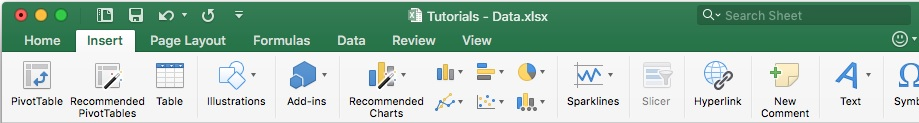 Tutorials - Data.xlsx
Search Sheet
Home Insert Page Layout Formulas Data Review View
PivotTable Recommended PivotTables Table Illustrations Add-ins Recommended Charts Sparklines Slicer Hyperlink New Comment Text